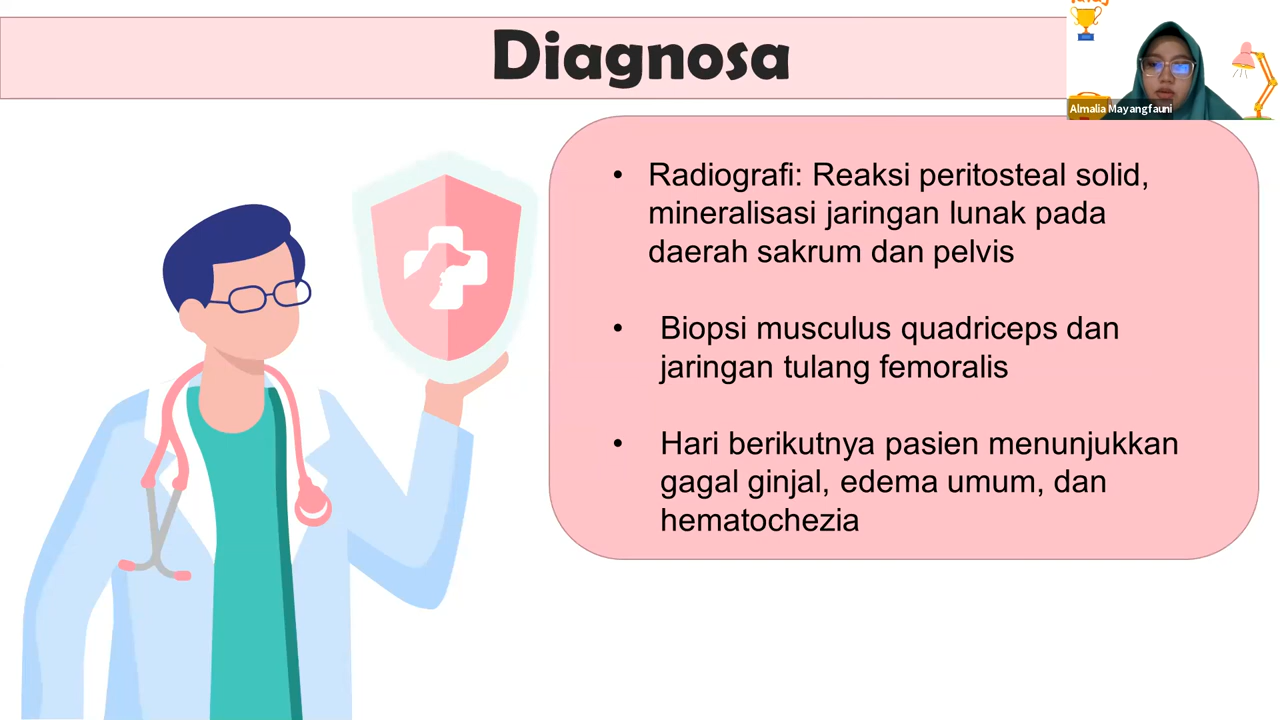 Diagnosa
Almalia Mayangfauni
• Radiografi: Reaksi peritosteal solid,
mineralisasi jaringan lunak pada
daerah sakrum dan pelvis
• Biopsi musculus quadriceps dan
jaringan tulang femoralis
• Hari berikutnya pasien menunjukkan
gagal ginjal, edema umum, dan
hematochezia